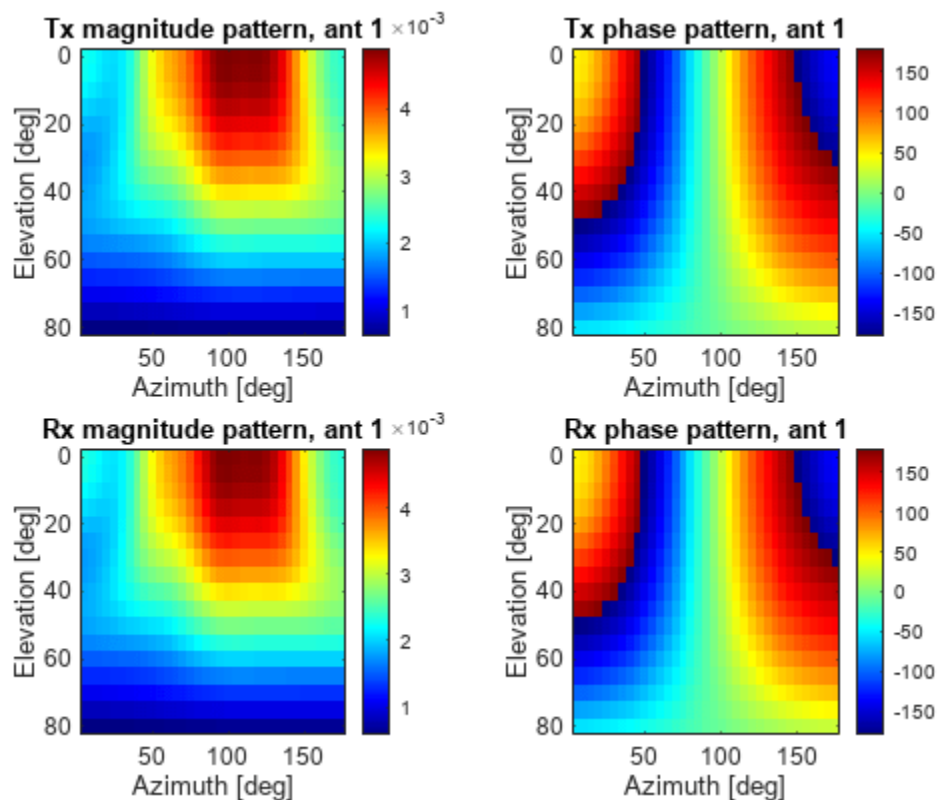 Tx magnitude pattern, ant 1 ×10⁻³
0
20
40
60
80
Elevation [deg]
50 100 150
Azimuth [deg]
4
3
2
1
Tx phase pattern, ant 1
0
20
40
60
80
Elevation [deg]
50 100 150
Azimuth [deg]
150
100
50
0
-50
-100
-150
Rx magnitude pattern, ant 1 ×10⁻³
0
20
40
60
80
Elevation [deg]
50 100 150
Azimuth [deg]
4
3
2
1
Rx phase pattern, ant 1
0
20
40
60
80
Elevation [deg]
50 100 150
Azimuth [deg]
150
100
50
0
-50
-100
-150